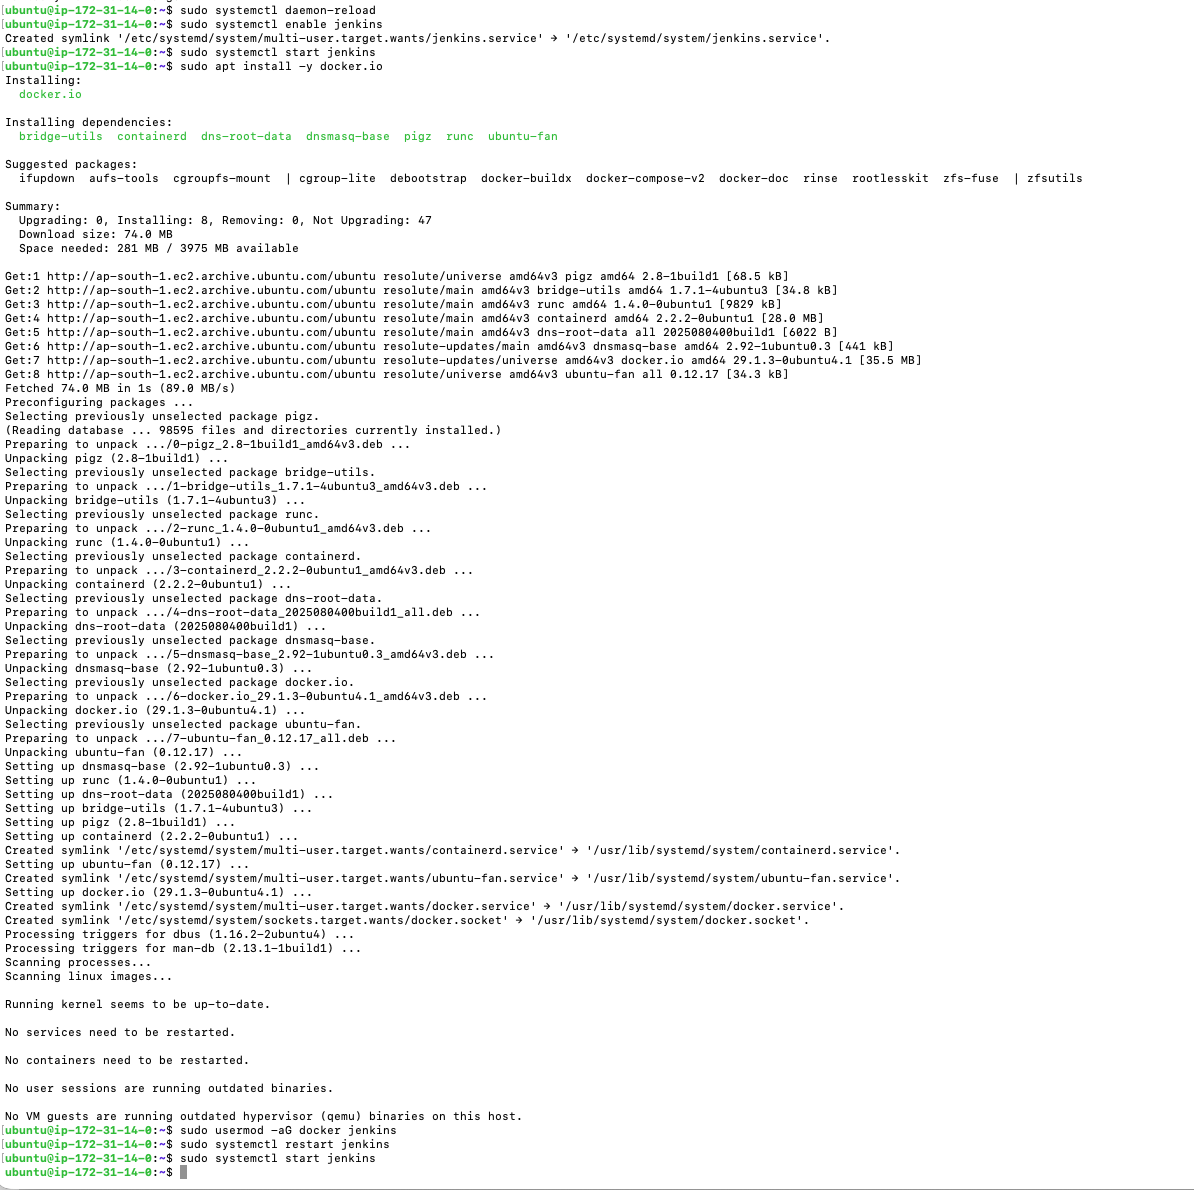 [ubuntu@ip-172-31-14-0:~$ sudo systemctl daemon-reload
[ubuntu@ip-172-31-14-0:~$ sudo systemctl enable jenkins
Created symlink '/etc/systemd/system/multi-user.target.wants/jenkins.service' → '/etc/systemd/system/jenkins.service'.
[ubuntu@ip-172-31-14-0:~$ sudo systemctl start jenkins
[ubuntu@ip-172-31-14-0:~$ sudo apt install -y docker.io
Installing:
  docker.io

Installing dependencies:
  bridge-utils  containerd  dns-root-data  dnsmasq-base  pigz  runc  ubuntu-fan

Suggested packages:
  ifupdown  aufs-tools  cgroupfs-mount  | cgroup-lite  debootstrap  docker-buildx  docker-compose-v2  docker-doc  rinse  rootlesskit  zfs-fuse  | zfsutils

Summary:
  Upgrading: 0, Installing: 8, Removing: 0, Not Upgrading: 47
  Download size: 74.0 MB
  Space needed: 281 MB / 3975 MB available

Get:1 http://ap-south-1.ec2.archive.ubuntu.com/ubuntu resolute/universe amd64v3 pigz amd64 2.8-1build1 [68.5 kB]
Get:2 http://ap-south-1.ec2.archive.ubuntu.com/ubuntu resolute/main amd64v3 bridge-utils amd64 1.7.1-4ubuntu3 [34.8 kB]
Get:3 http://ap-south-1.ec2.archive.ubuntu.com/ubuntu resolute/main amd64v3 runc amd64 1.4.0-0ubuntu1 [9829 kB]
Get:4 http://ap-south-1.ec2.archive.ubuntu.com/ubuntu resolute/main amd64v3 containerd amd64 2.2.2-0ubuntu1 [28.0 MB]
Get:5 http://ap-south-1.ec2.archive.ubuntu.com/ubuntu resolute/main amd64v3 dns-root-data all 2025080400build1 [6022 B]
Get:6 http://ap-south-1.ec2.archive.ubuntu.com/ubuntu resolute-updates/main amd64v3 dnsmasq-base amd64 2.92-1ubuntu0.3 [441 kB]
Get:7 http://ap-south-1.ec2.archive.ubuntu.com/ubuntu resolute-updates/universe amd64v3 docker.io amd64 29.1.3-0ubuntu4.1 [35.5 MB]
Get:8 http://ap-south-1.ec2.archive.ubuntu.com/ubuntu resolute/universe amd64v3 ubuntu-fan all 0.12.17 [34.3 kB]
Fetched 74.0 MB in 1s (89.0 MB/s)
Preconfiguring packages ...
Selecting previously unselected package pigz.
(Reading database ... 98595 files and directories currently installed.)
Preparing to unpack .../0-pigz_2.8-1build1_amd64v3.deb ...
Unpacking pigz (2.8-1build1) ...
Selecting previously unselected package bridge-utils.
Preparing to unpack .../1-bridge-utils_1.7.1-4ubuntu3_amd64v3.deb ...
Unpacking bridge-utils (1.7.1-4ubuntu3) ...
Selecting previously unselected package runc.
Preparing to unpack .../2-runc_1.4.0-0ubuntu1_amd64v3.deb ...
Unpacking runc (1.4.0-0ubuntu1) ...
Selecting previously unselected package containerd.
Preparing to unpack .../3-containerd_2.2.2-0ubuntu1_amd64v3.deb ...
Unpacking containerd (2.2.2-0ubuntu1) ...
Selecting previously unselected package dns-root-data.
Preparing to unpack .../4-dns-root-data_2025080400build1_all.deb ...
Unpacking dns-root-data (2025080400build1) ...
Selecting previously unselected package dnsmasq-base.
Preparing to unpack .../5-dnsmasq-base_2.92-1ubuntu0.3_amd64v3.deb ...
Unpacking dnsmasq-base (2.92-1ubuntu0.3) ...
Selecting previously unselected package docker.io.
Preparing to unpack .../6-docker.io_29.1.3-0ubuntu4.1_amd64v3.deb ...
Unpacking docker.io (29.1.3-0ubuntu4.1) ...
Selecting previously unselected package ubuntu-fan.
Preparing to unpack .../7-ubuntu-fan_0.12.17_all.deb ...
Unpacking ubuntu-fan (0.12.17) ...
Setting up dnsmasq-base (2.92-1ubuntu0.3) ...
Setting up runc (1.4.0-0ubuntu1) ...
Setting up dns-root-data (2025080400build1) ...
Setting up bridge-utils (1.7.1-4ubuntu3) ...
Setting up pigz (2.8-1build1) ...
Setting up containerd (2.2.2-0ubuntu1) ...
Created symlink '/etc/systemd/system/multi-user.target.wants/containerd.service' → '/usr/lib/systemd/system/containerd.service'.
Setting up ubuntu-fan (0.12.17) ...
Created symlink '/etc/systemd/system/multi-user.target.wants/ubuntu-fan.service' → '/usr/lib/systemd/system/ubuntu-fan.service'.
Setting up docker.io (29.1.3-0ubuntu4.1) ...
Created symlink '/etc/systemd/system/multi-user.target.wants/docker.service' → '/usr/lib/systemd/system/docker.service'.
Created symlink '/etc/systemd/system/sockets.target.wants/docker.socket' → '/usr/lib/systemd/system/docker.socket'.
Processing triggers for dbus (1.16.2-2ubuntu4) ...
Processing triggers for man-db (2.13.1-1build1) ...
Scanning processes...
Scanning linux images...

Running kernel seems to be up-to-date.

No services need to be restarted.

No containers need to be restarted.

No user sessions are running outdated binaries.

No VM guests are running outdated hypervisor (qemu) binaries on this host.
[ubuntu@ip-172-31-14-0:~$ sudo usermod -aG docker jenkins
[ubuntu@ip-172-31-14-0:~$ sudo systemctl restart jenkins
[ubuntu@ip-172-31-14-0:~$ sudo systemctl start jenkins
ubuntu@ip-172-31-14-0:~$